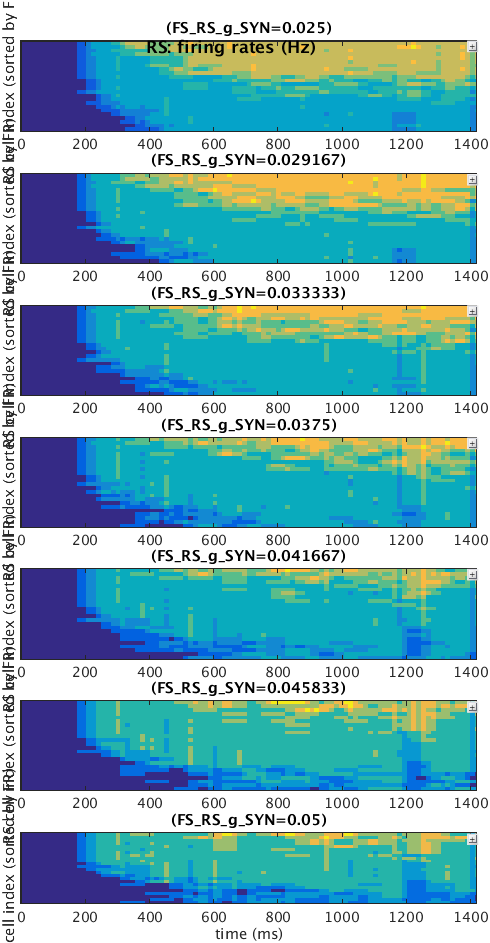 (FS_RS_g_SYN=0.025)
RS: firing rates (Hz)
0 200 400 600 800 1000 1200 1400
(FS_RS_g_SYN=0.029167)
0 200 400 600 800 1000 1200 1400
(FS_RS_g_SYN=0.033333)
0 200 400 600 800 1000 1200 1400
(FS_RS_g_SYN=0.0375)
0 200 400 600 800 1000 1200 1400
(FS_RS_g_SYN=0.041667)
0 200 400 600 800 1000 1200 1400
(FS_RS_g_SYN=0.045833)
0 200 400 600 800 1000 1200 1400
(FS_RS_g_SYN=0.05)
0 200 400 600 800 1000 1200 1400
time (ms)
cell index (sorted by FR)